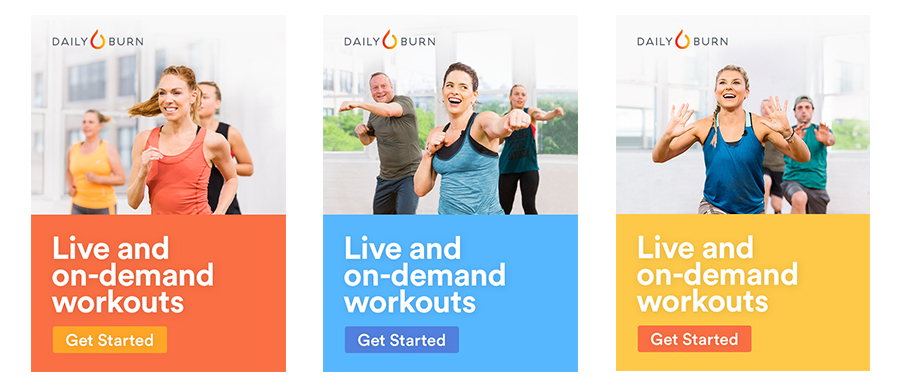 DAILY BURN
Live and
on-demand
workouts
Get Started
DAILY BURN
Live and
on-demand
workouts
Get Started
DAILY BURN
Live and
on-demand
workouts
Get Started